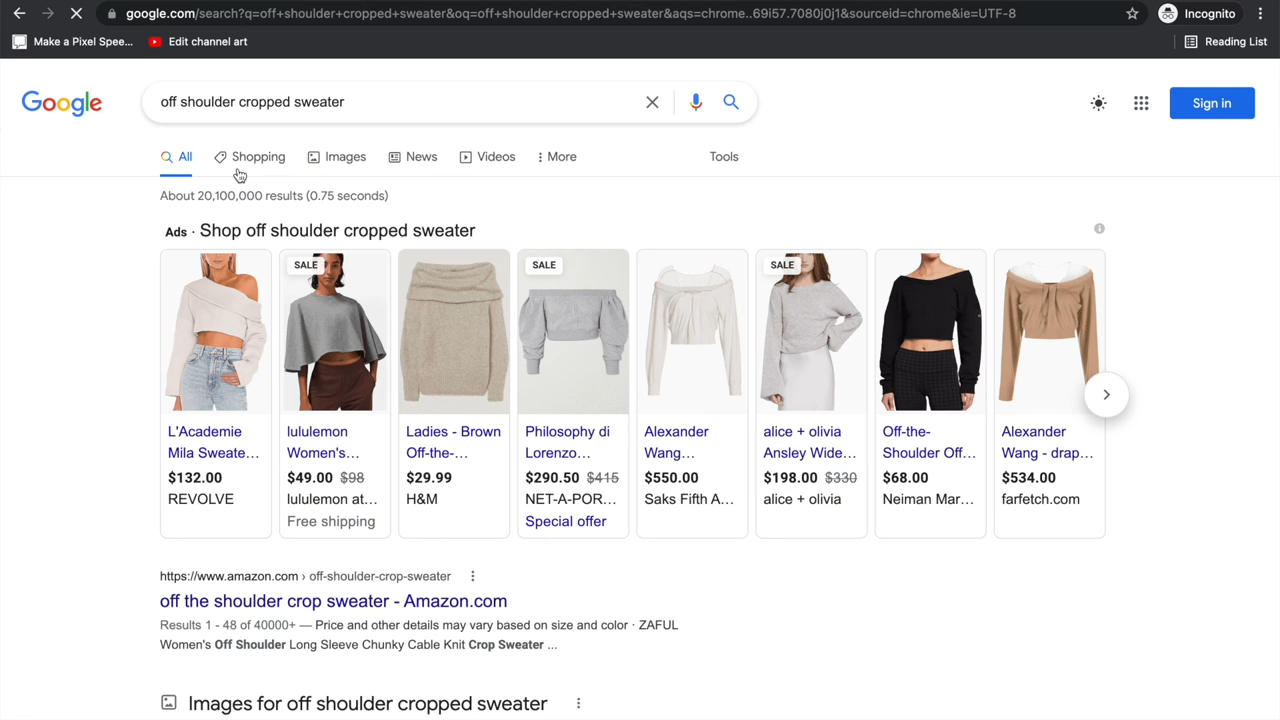 google.com/search?q=off+shoulder+cropped+sweater&oq=off+shoulder+cropped+sweater&aqs=chrome..69i57.7080j0j1&sourceid=chrome&ie=UTF-8
Incognito
Make a Pixel Spee...
Edit channel art
Reading List
Google
off shoulder cropped sweater
Sign in
All
Shopping
Images
News
Videos
More
Tools
About 20,100,000 results (0.75 seconds)
Ads · Shop off shoulder cropped sweater
L'Academie
Mila Sweate...
$132.00
REVOLVE
SALE
lululemon
Women's...
$49.00 $98
lululemon at...
Free shipping
Ladies - Brown
Off-the-...
$29.99
H&M
SALE
Philosophy di
Lorenzo...
$290.50 $415
NET-A-POR...
Special offer
Alexander
Wang...
$550.00
Saks Fifth A...
SALE
alice + olivia
Ansley Wide...
$198.00 $330
alice + olivia
Off-the-
Shoulder Off...
$68.00
Neiman Mar...
Alexander
Wang - drap...
$534.00
farfetch.com
https://www.amazon.com › off-shoulder-crop-sweater
off the shoulder crop sweater - Amazon.com
Results 1 - 48 of 40000+ — Price and other details may vary based on size and color · ZAFUL
Women's Off Shoulder Long Sleeve Chunky Cable Knit Crop Sweater ...
Images for off shoulder cropped sweater